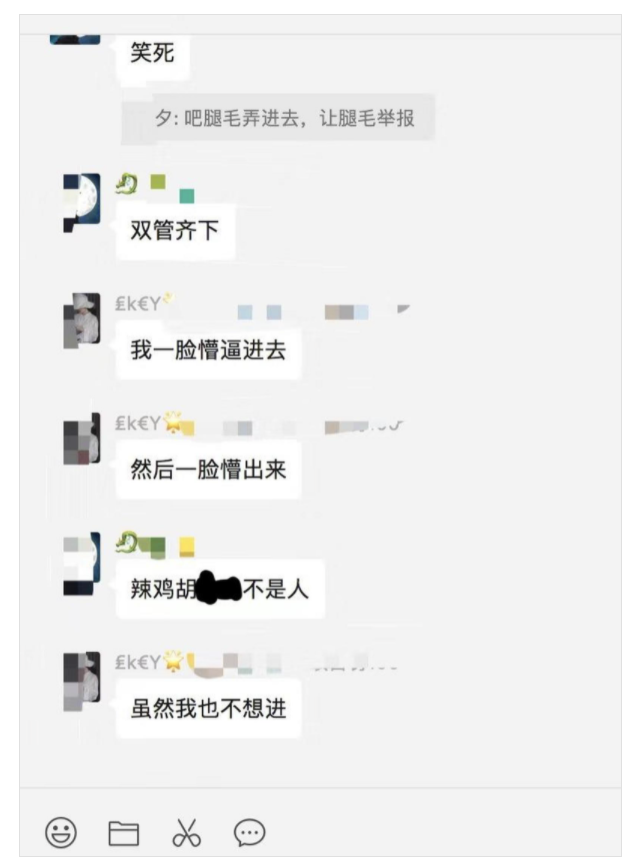 笑死
夕: 吧腿毛弄进去，让腿毛举报
双管齐下
₤k€Y
我一脸懵逼进去
₤k€Y
然后一脸懵出来
辣鸡胡不是人
₤k€Y
虽然我也不想进